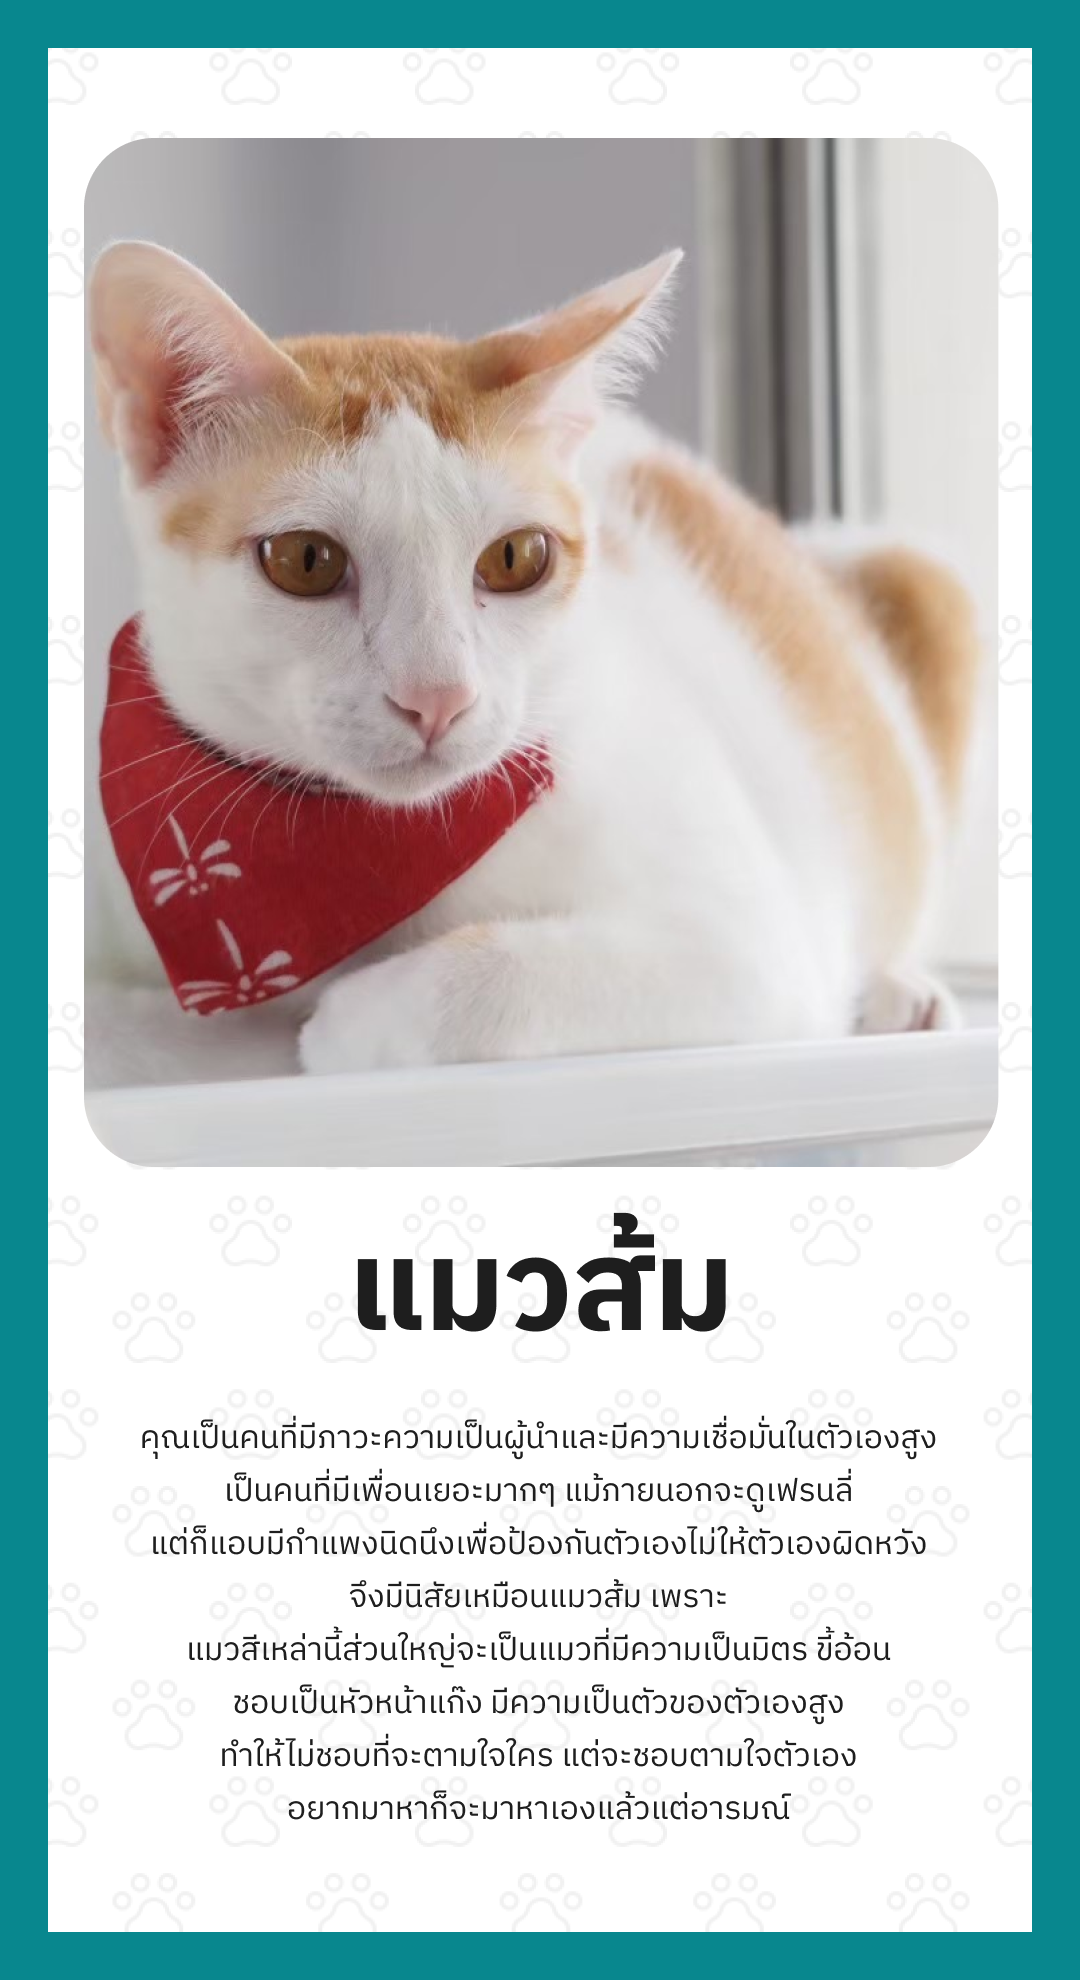 แมวส้ม
คุณเป็นคนที่มีภาวะความเป็นผู้นำและมีความเชื่อมั่นในตัวเองสูง
เป็นคนที่มีเพื่อนเยอะมากๆ แม้ภายนอกจะดูเฟรนลี่
แต่ก็แอบมีกำแพงนิดนึงเพื่อป้องกันตัวเองไม่ให้ตัวเองผิดหวัง
จึงมีนิสัยเหมือนแมวส้ม เพราะ
แมวสีเหล่านี้ส่วนใหญ่จะเป็นแมวที่มีความเป็นมิตร ขี้อ้อน
ชอบเป็นหัวหน้าแก๊ง มีความเป็นตัวของตัวเองสูง
ทำให้ไม่ชอบที่จะตามใจใคร แต่จะชอบตามใจตัวเอง
อยากมาหาก็จะมาหาเองแล้วแต่อารมณ์